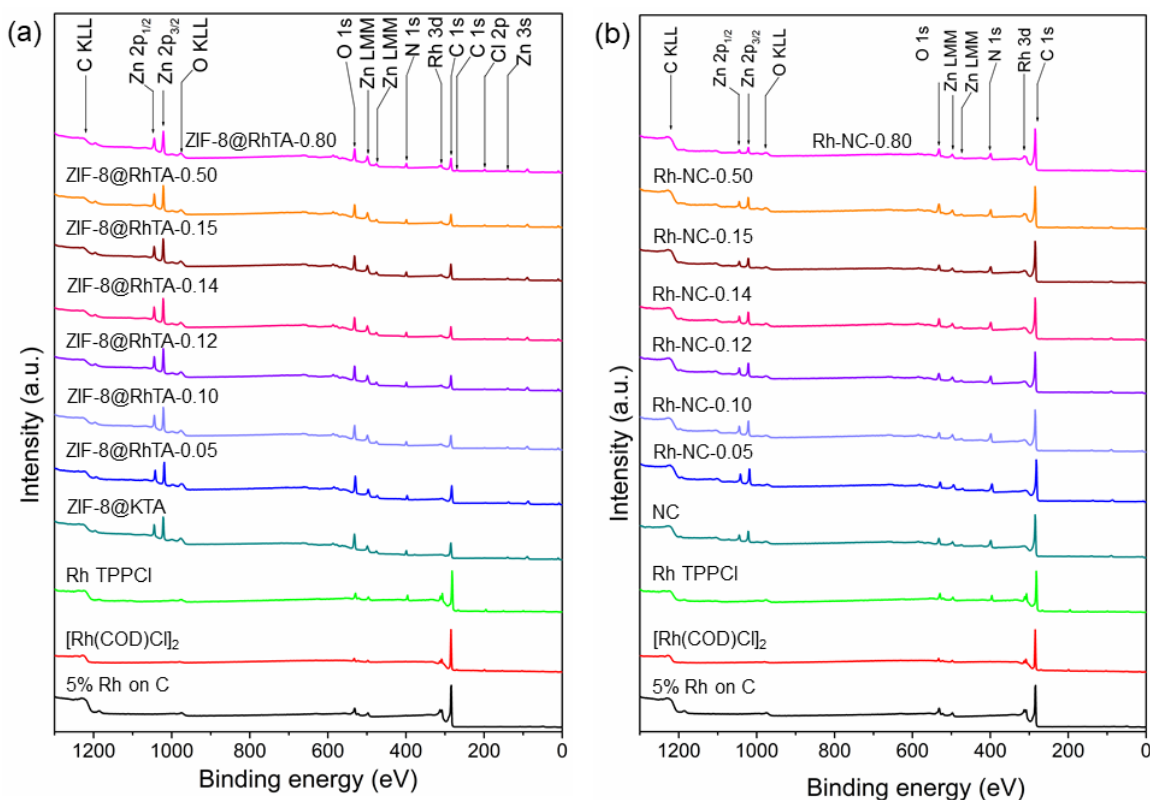 (a)
C KLL
Zn 2p1/2
Zn 2p3/2
O KLL
O 1s
Zn LMM
Zn LMM
N 1s
Rh 3d
C 1s
C 1s
Cl 2p
Zn 3s
ZIF-8@RhTA-0.80
ZIF-8@RhTA-0.50
ZIF-8@RhTA-0.15
ZIF-8@RhTA-0.14
ZIF-8@RhTA-0.12
ZIF-8@RhTA-0.10
ZIF-8@RhTA-0.05
ZIF-8@KTA
Rh TPPCl
[Rh(COD)Cl]2
5% Rh on C
Intensity (a.u.)
1200 1000 800 600 400 200 0
Binding energy (eV)
(b)
C KLL
Zn 2p1/2
Zn 2p3/2
O KLL
O 1s
Zn LMM
Zn LMM
N 1s
Rh 3d
C 1s
Rh-NC-0.80
Rh-NC-0.50
Rh-NC-0.15
Rh-NC-0.14
Rh-NC-0.12
Rh-NC-0.10
Rh-NC-0.05
NC
Rh TPPCl
[Rh(COD)Cl]2
5% Rh on C
Intensity (a.u.)
1200 1000 800 600 400 200 0
Binding energy (eV)